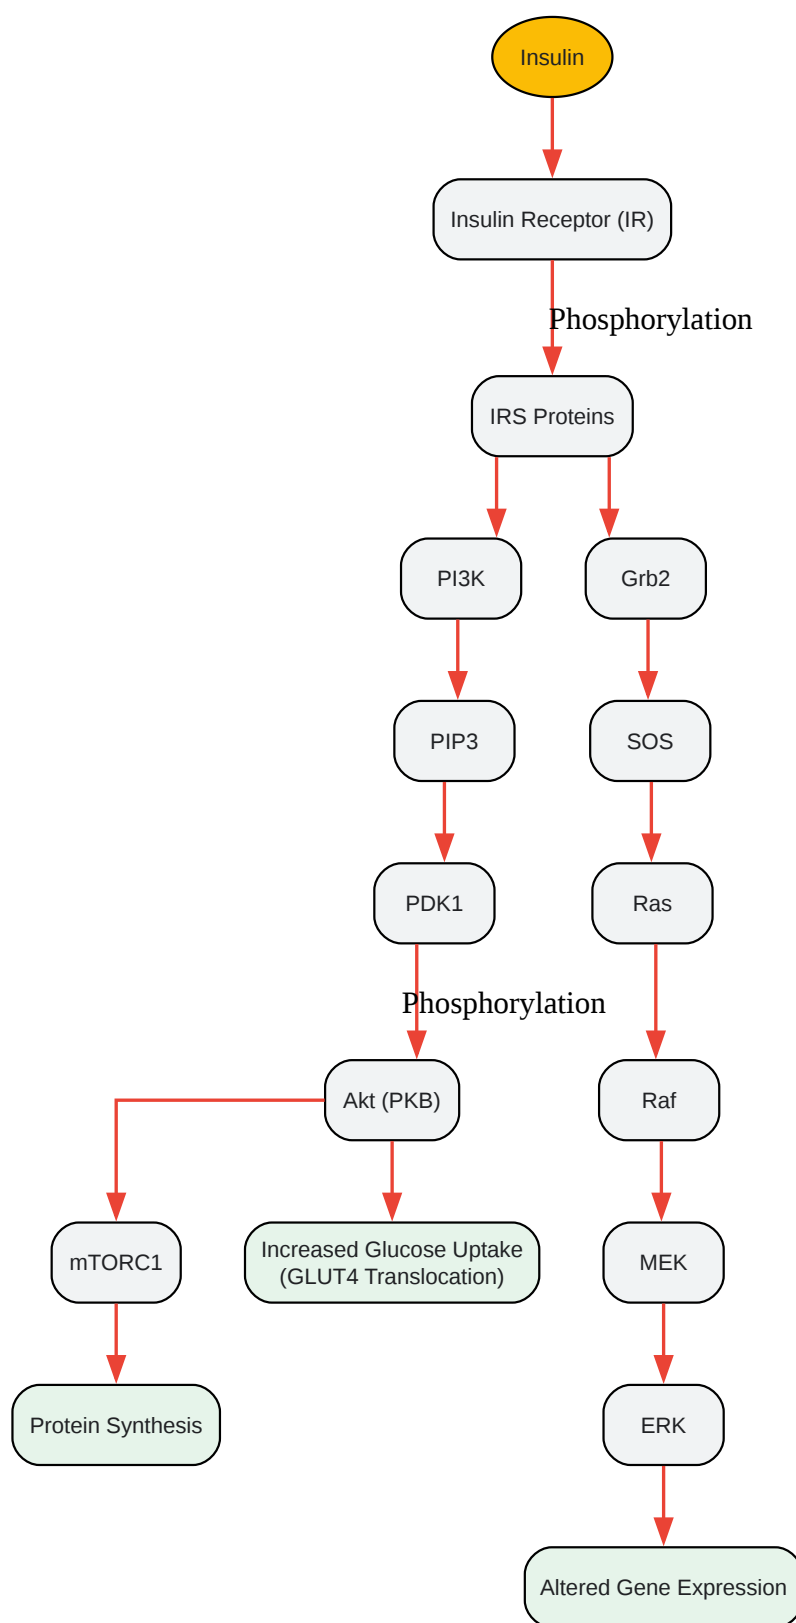 Insulin
Insulin Receptor (IR)
Phosphorylation
IRS Proteins
PI3K
Grb2
PIP3
SOS
PDK1
Ras
Phosphorylation
Akt (PKB)
Raf
mTORC1
Increased Glucose Uptake
(GLUT4 Translocation)
MEK
Protein Synthesis
ERK
Altered Gene Expression